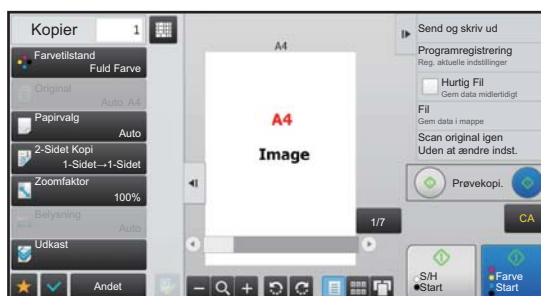 Kopier 1
Farvetilstand
Fuld Farve
Original
Auto A4
Papirvalg
Auto
2-Sidet Kopi
1-Sidet→1-Sidet
Zoomfaktor
100%
Belysning
Auto
Udkast
Andet
A4
A4
Image
1/7
Send og skriv ud
Programregistrering
Reg. aktuelle indstillinger
Hurtig Fil
Gem data midlertidigt
Fil
Gem data i mappe
Scan original igen
Uden at ændre indst.
Prøvekopi.
CA
S/H
Start
Farve
Start